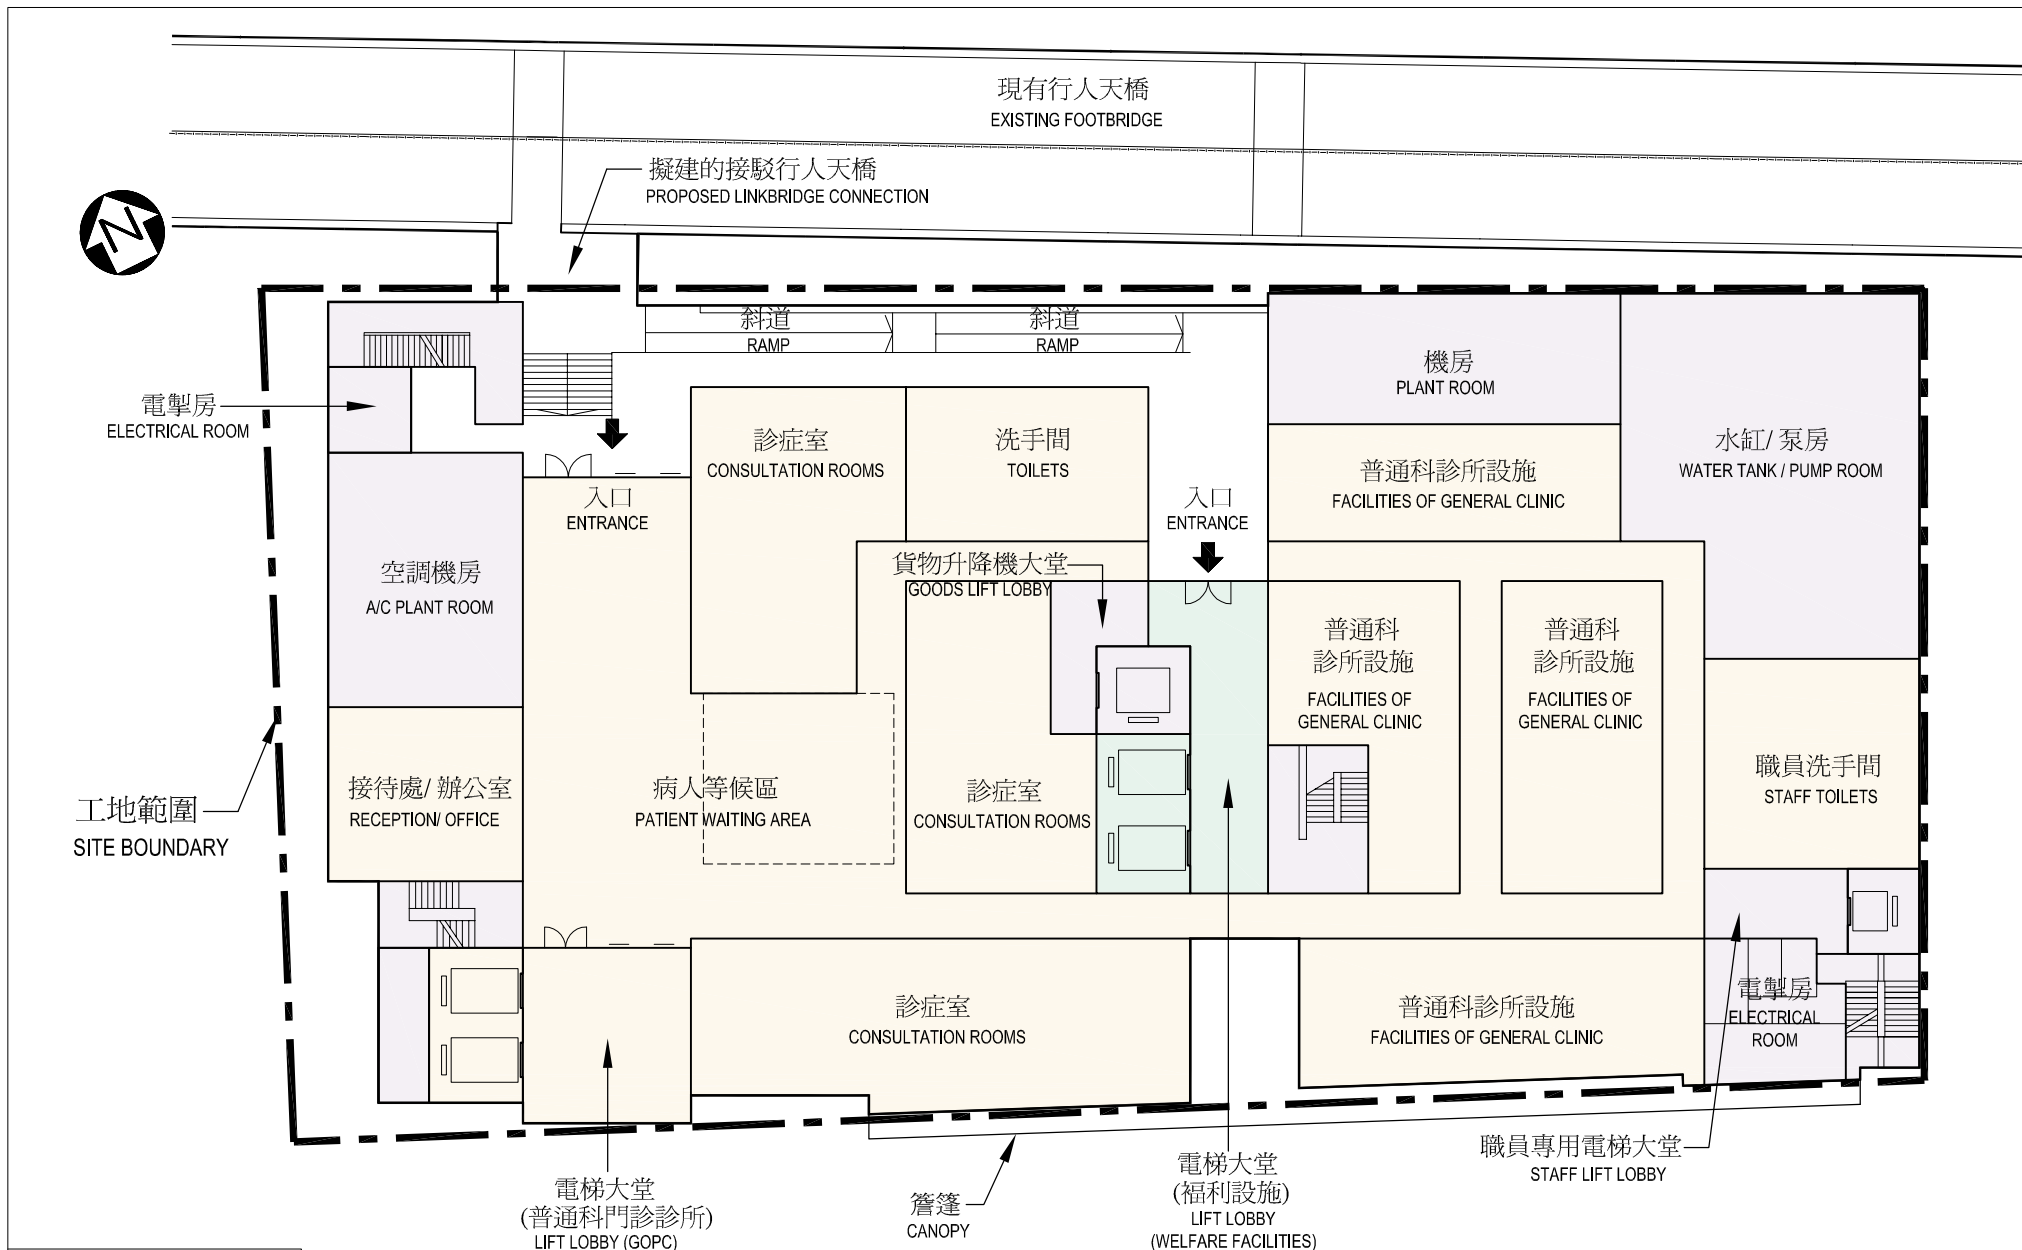 現有行人天橋
EXISTING FOOTBRIDGE
擬建的接駁行人天橋
PROPOSED LINKBRIDGE CONNECTION
N
斜道
RAMP
斜道
RAMP
機房
PLANT ROOM
電掣房
ELECTRICAL ROOM
診症室
CONSULTATION ROOMS
洗手間
TOILETS
普通科診所設施
FACILITIES OF GENERAL CLINIC
水缸/ 泵房
WATER TANK / PUMP ROOM
入口
ENTRANCE
入口
ENTRANCE
空調機房
A/C PLANT ROOM
貨物升降機大堂
GOODS LIFT LOBBY
普通科
診所設施
FACILITIES OF
GENERAL CLINIC
普通科
診所設施
FACILITIES OF
GENERAL CLINIC
工地範圍
SITE BOUNDARY
接待處/ 辦公室
RECEPTION/ OFFICE
病人等候區
PATIENT WAITING AREA
診症室
CONSULTATION ROOMS
職員洗手間
STAFF TOILETS
診症室
CONSULTATION ROOMS
普通科診所設施
FACILITIES OF GENERAL CLINIC
電掣房
ELECTRICAL
ROOM
電梯大堂
(普通科門診診所)
LIFT LOBBY (GOPC)
簷篷
CANOPY
電梯大堂
(福利設施)
LIFT LOBBY
(WELFARE FACILITIES)
職員專用電梯大堂
STAFF LIFT LOBBY